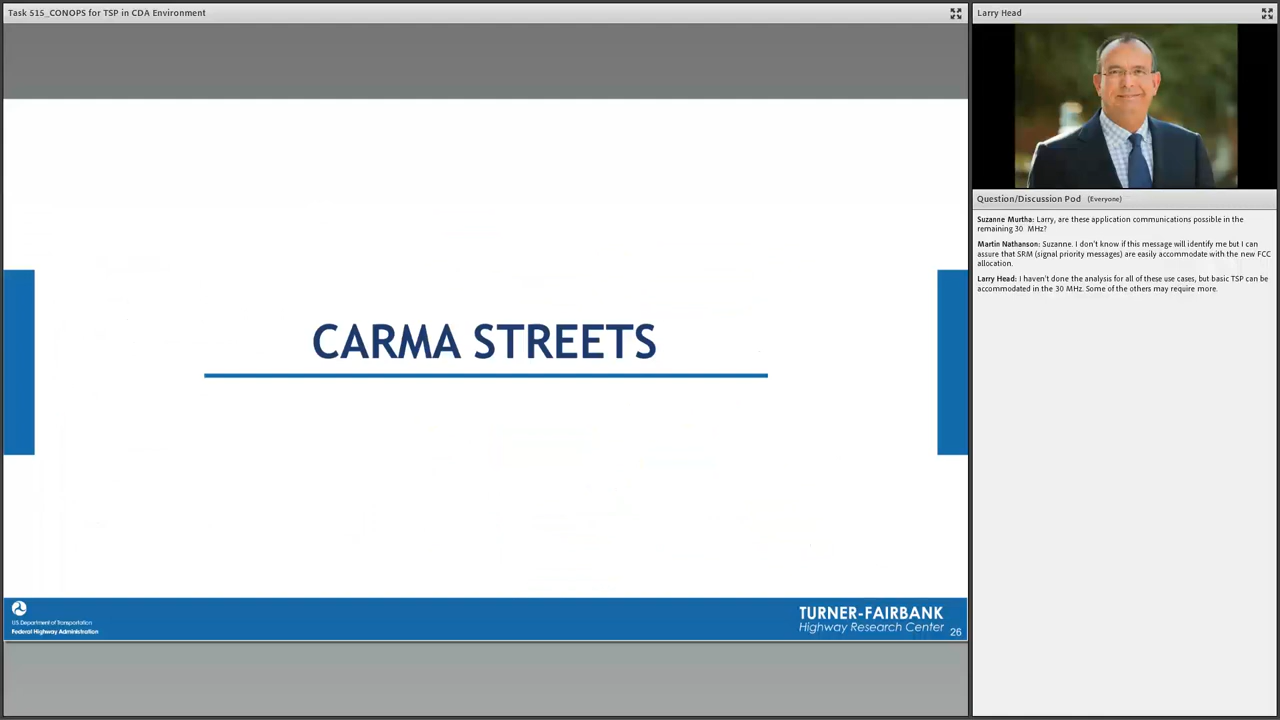 Task 515_CONOPS for TSP in CDA Environment
CARMA STREETS
U.S Department of Transportation
Federal Highway Administration
TURNER-FAIRBANK
Highway Research Center
26
Larry Head
Question/Discussion Pod (Everyone)
Suzanne Murtha: Larry, are these application communications possible in the
remaining 30 MHz?
Martin Nathanson: Suzanne. I don't know if this message will identify me but I can
assure that SRM (signal priority messages) are easily accommodate with the new FCC
allocation.
Larry Head: I haven't done the analysis for all of these use cases, but basic TSP can be
accommodated in the 30 MHz. Some of the others may require more.